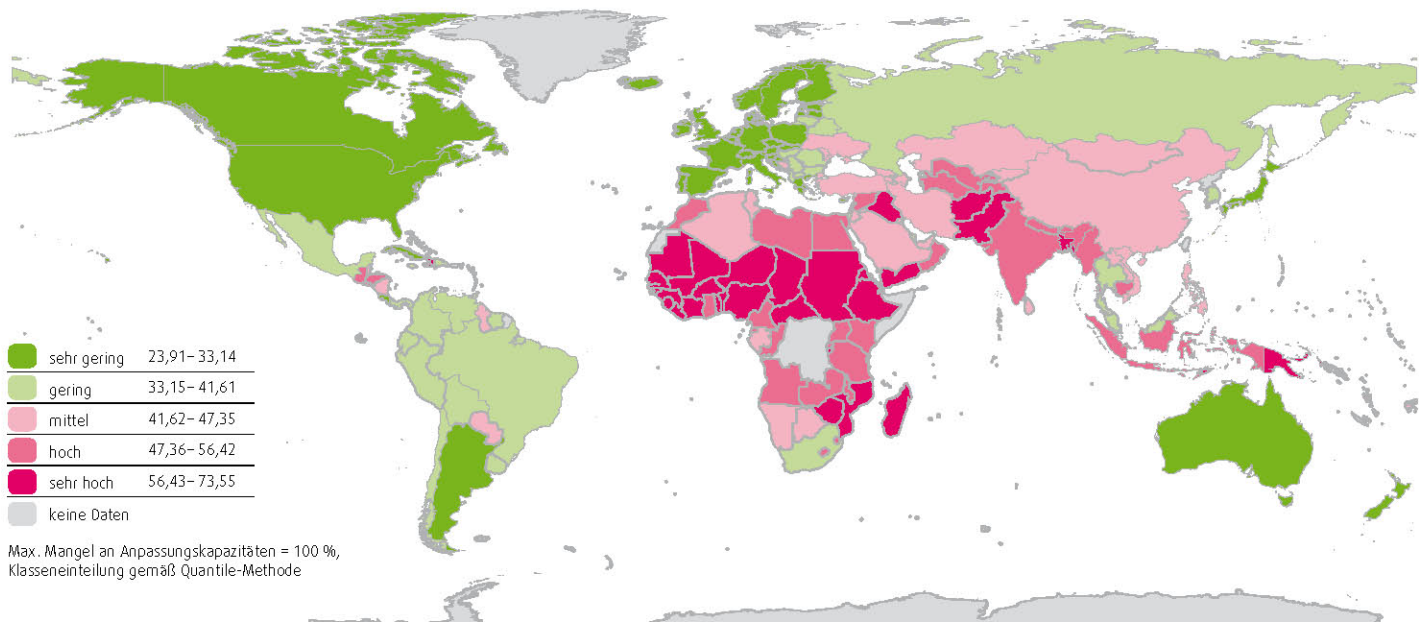 sehr gering 23,91– 33,14
gering 33,15– 41,61
mittel 41,62– 47,35
hoch 47,36– 56,42
sehr hoch 56,43– 73,55
keine Daten
Max. Mangel an Anpassungskapazitäten = 100 %,
Klasseneinteilung gemäß Quantile-Methode